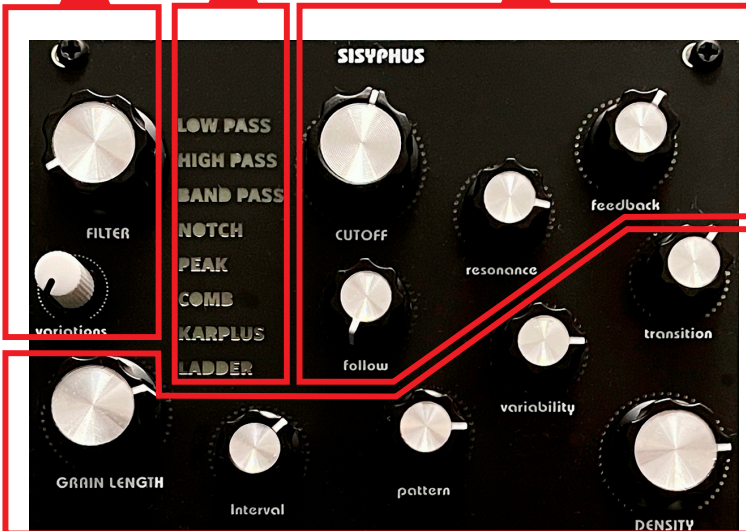 SISYPHUS
LOW PASS
HIGH PASS
BAND PASS
NOTCH
PEAK
COMB
KARPLUS
LADDER
FILTER
variations
CUTOFF
resonance
feedback
follow
transition
variability
GRAIN LENGTH
Interval
pattern
DENSITY